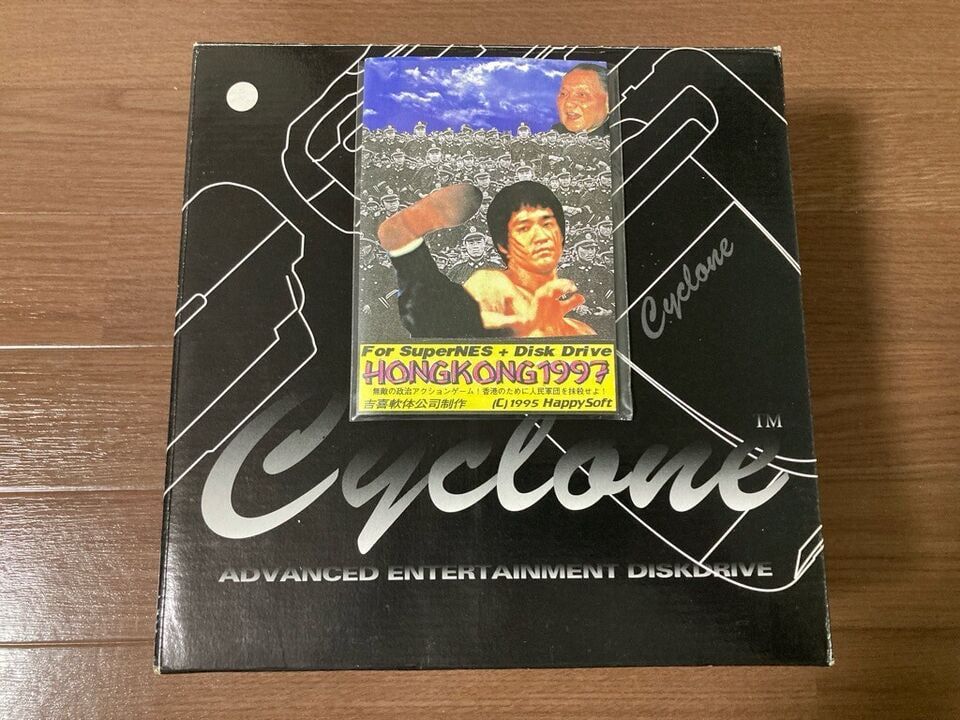 For SuperNES + Disk Drive
HONGKONG1997
無敵の政治アクションゲーム！香港のために人民軍団を抹殺せよ！
吉喜軟体公司制作 (C)1995 HappySoft
Cyclone
Cyclone™
ADVANCED ENTERTAINMENT DISKDRIVE